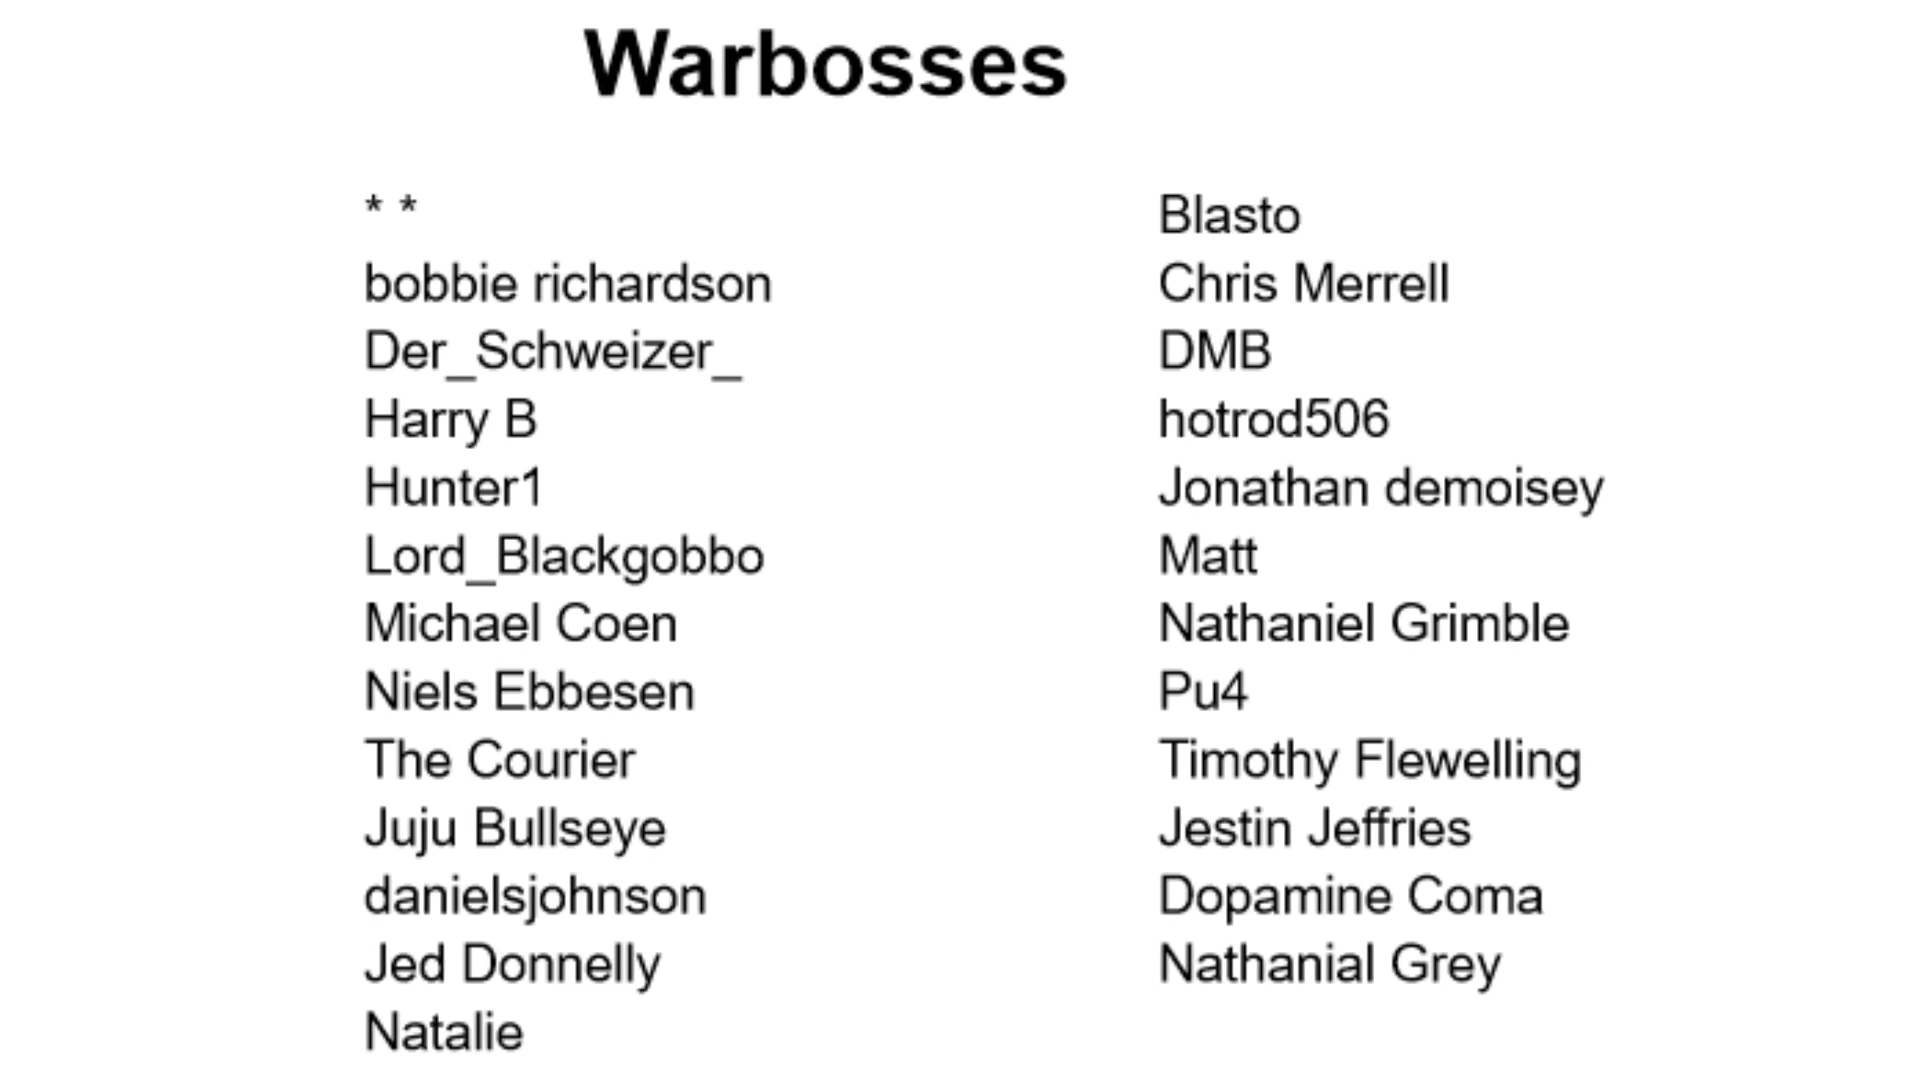 Warbosses
* *
bobbie richardson
Der_Schweizer_
Harry B
Hunter1
Lord_Blackgobbo
Michael Coen
Niels Ebbesen
The Courier
Juju Bullseye
danielsjohnson
Jed Donnelly
Natalie
Blasto
Chris Merrell
DMB
hotrod506
Jonathan demoisey
Matt
Nathaniel Grimble
Pu4
Timothy Flewelling
Jestin Jeffries
Dopamine Coma
Nathanial Grey